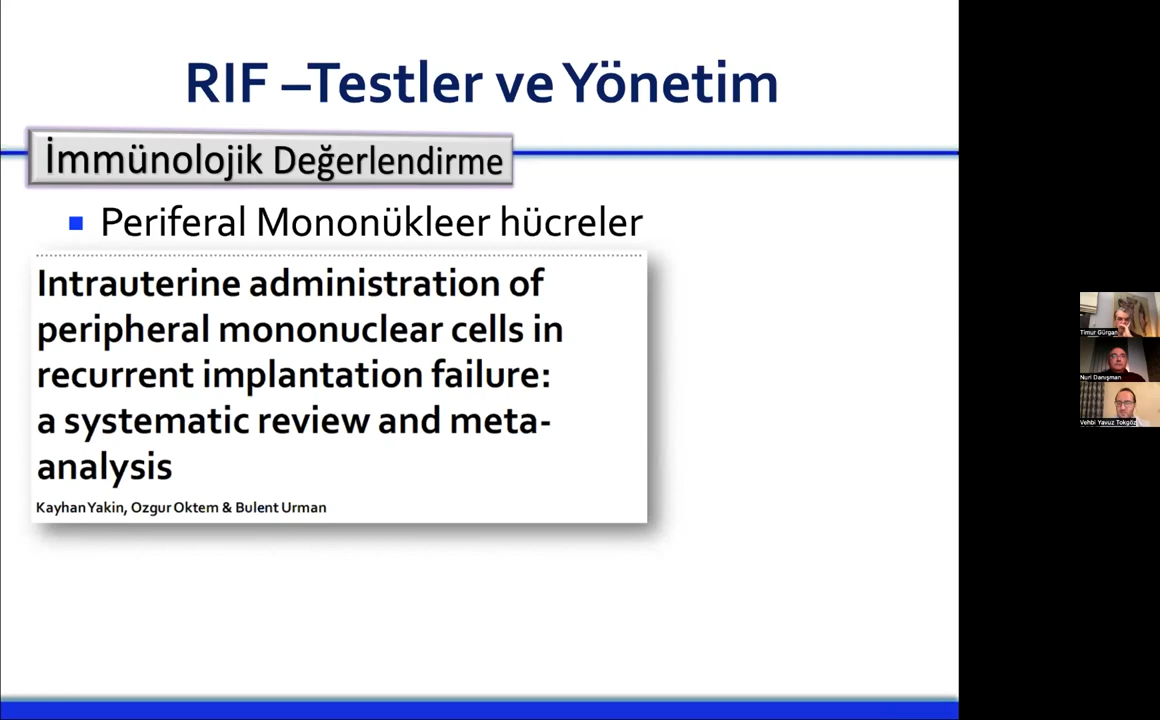 RIF –Testler ve Yönetim
İmmünolojik Değerlendirme
Periferal Mononükleer hücreler
Intrauterine administration of
peripheral mononuclear cells in
recurrent implantation failure:
a systematic review and meta-
analysis
Kayhan Yakin, Ozgur Oktem & Bulent Urman
Timur Gürgan
Nuri Danışman
Vehbi Yavuz Tokgöz